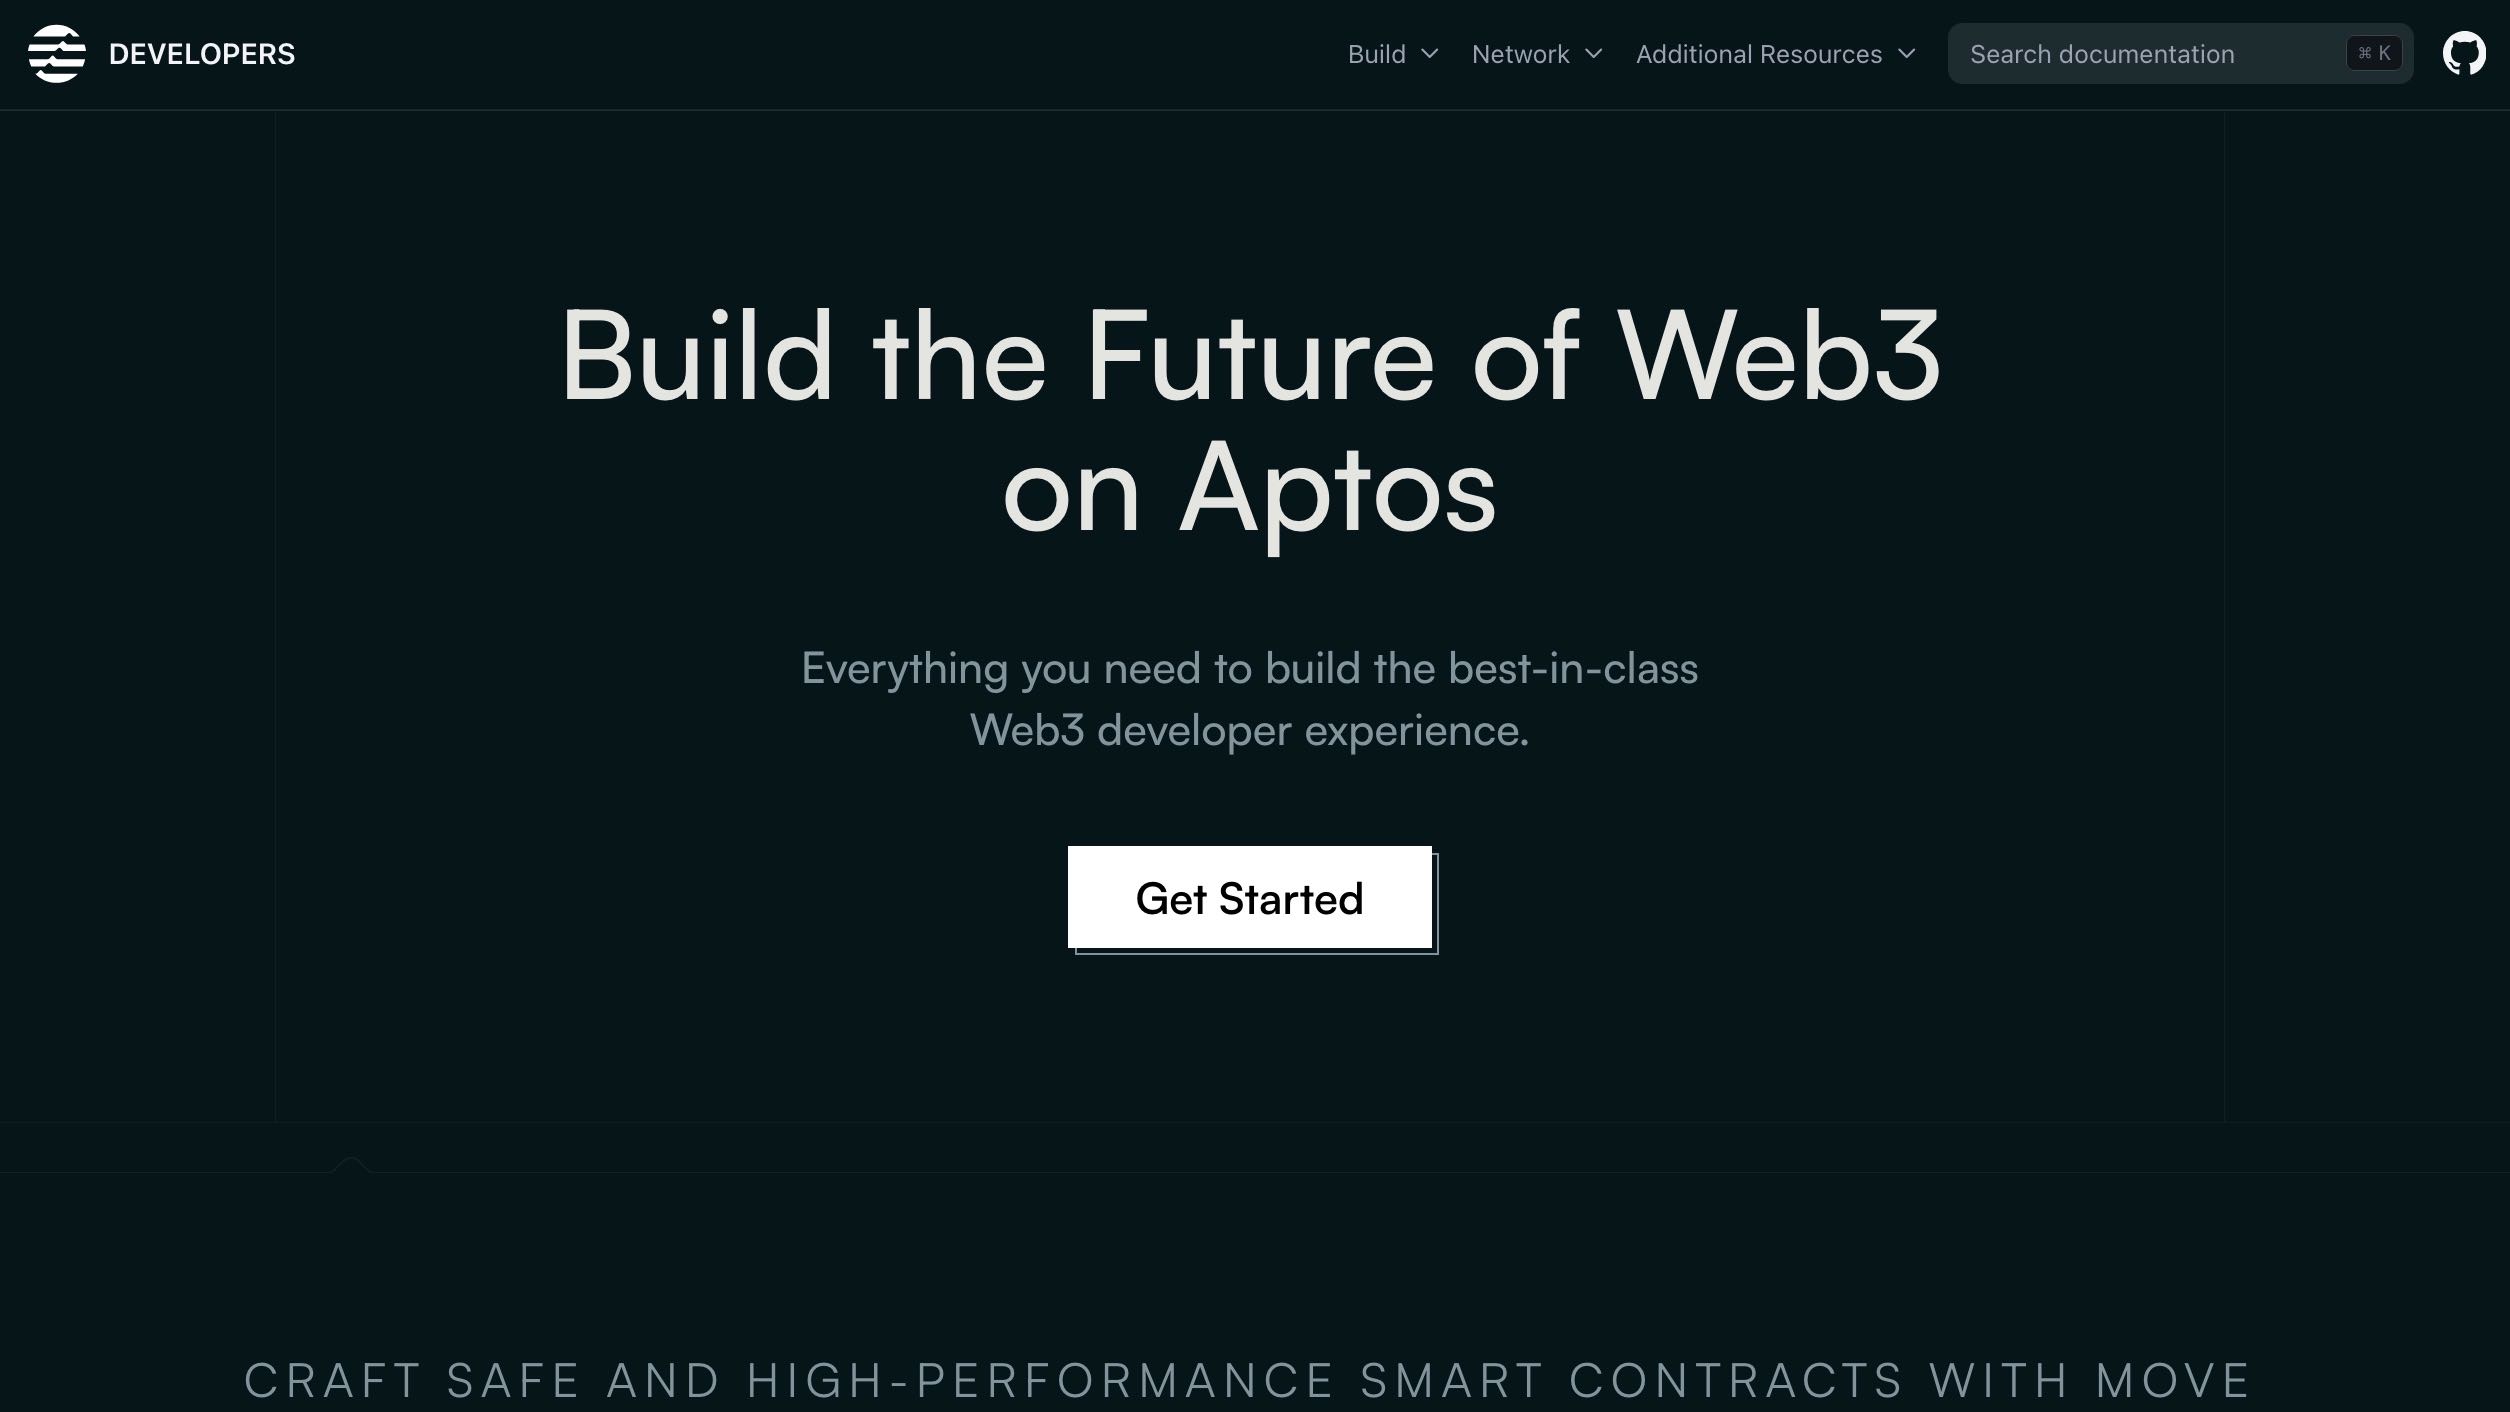 DEVELOPERS
Build
Network
Additional Resources
Search documentation
⌘ K
Build the Future of Web3
on Aptos
Everything you need to build the best-in-class
Web3 developer experience.
Get Started
CRAFT SAFE AND HIGH-PERFORMANCE SMART CONTRACTS WITH MOVE